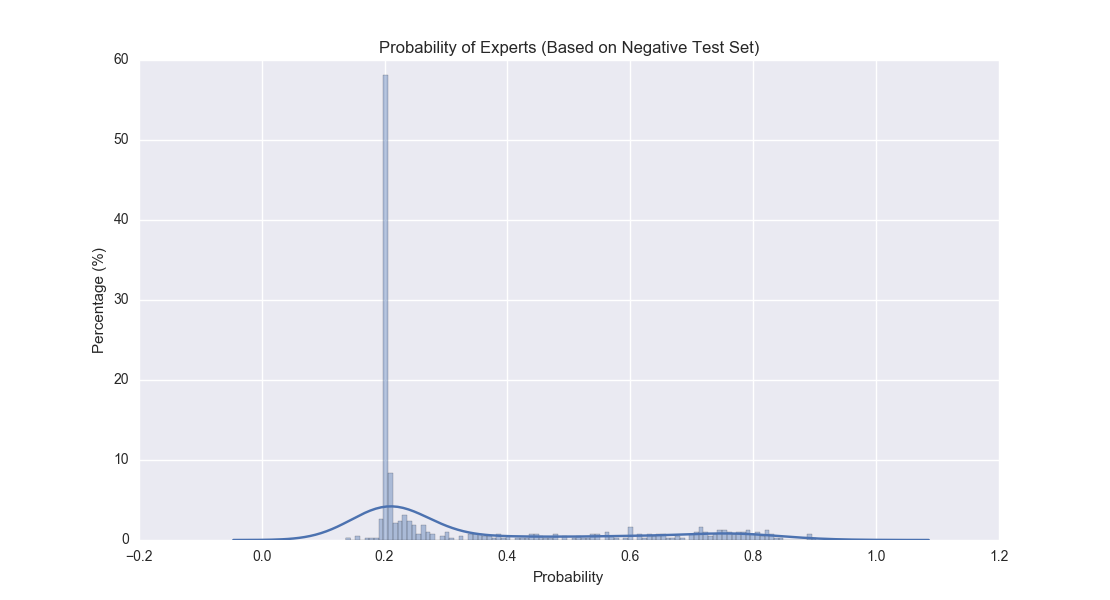 Probability of Experts (Based on Negative Test Set)
60
50
40
30
20
10
0
Percentage (%)
−0.2 0.0 0.2 0.4 0.6 0.8 1.0 1.2
Probability